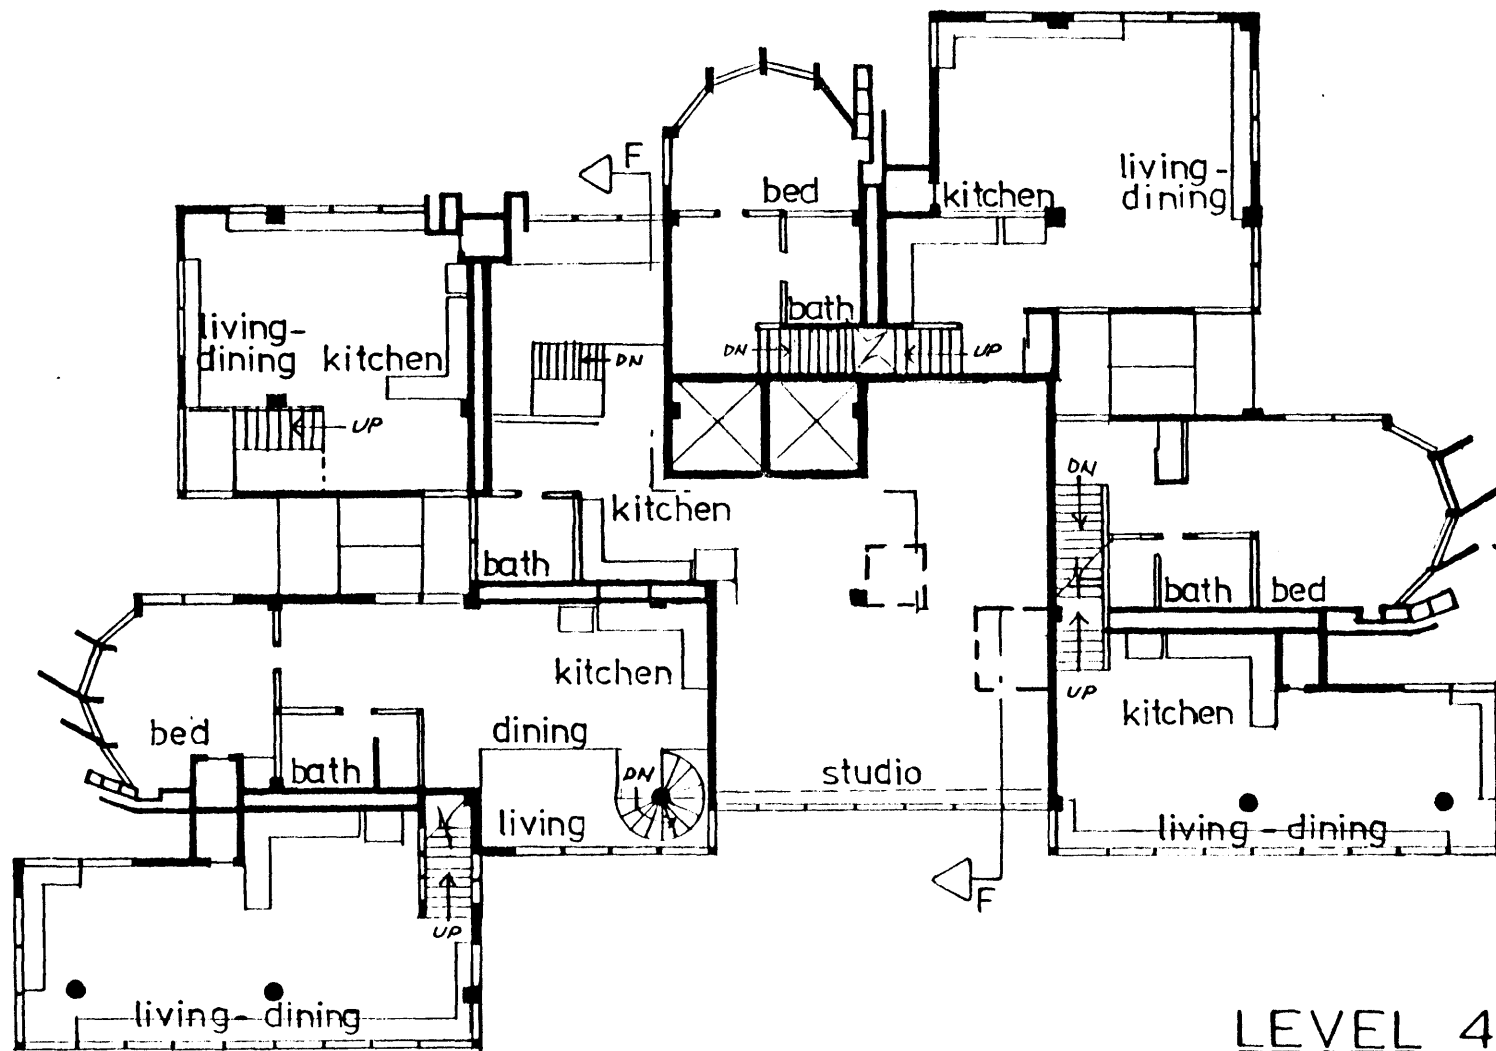 F
living-
dining
bed
kitchen
living-
dining
kitchen
bath
DN
UP
DN
UP
DN
kitchen
bath
bath
bed
UP
kitchen
kitchen
bed
dining
bath
DN
studio
living
living-dining
F
UP
living-dining
LEVEL 4